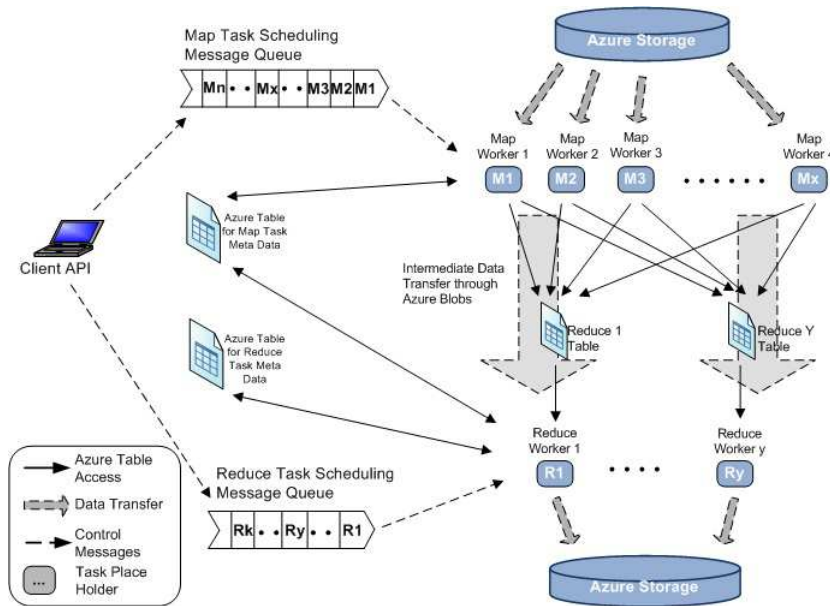 Map Task Scheduling
Message Queue
Mn • • Mx • • M3 M2 M1
Azure Storage
Map
Worker 1
Map
Worker 2
Map
Worker 3
Map
Worker 4
M1
M2
M3
• • • • • •
Mx
Client API
Azure Table
for Map Task
Meta Data
Intermediate Data
Transfer through
Azure Blobs
Azure Table
for Reduce
Task Meta
Data
Reduce 1
Table
Reduce Y
Table
Reduce
Worker 1
Reduce
Worker y
R1
• • • •
Ry
Reduce Task Scheduling
Message Queue
Rk • • Ry • • R1
Azure Storage
Azure Table
Access
Data Transfer
Control
Messages
...
Task Place
Holder